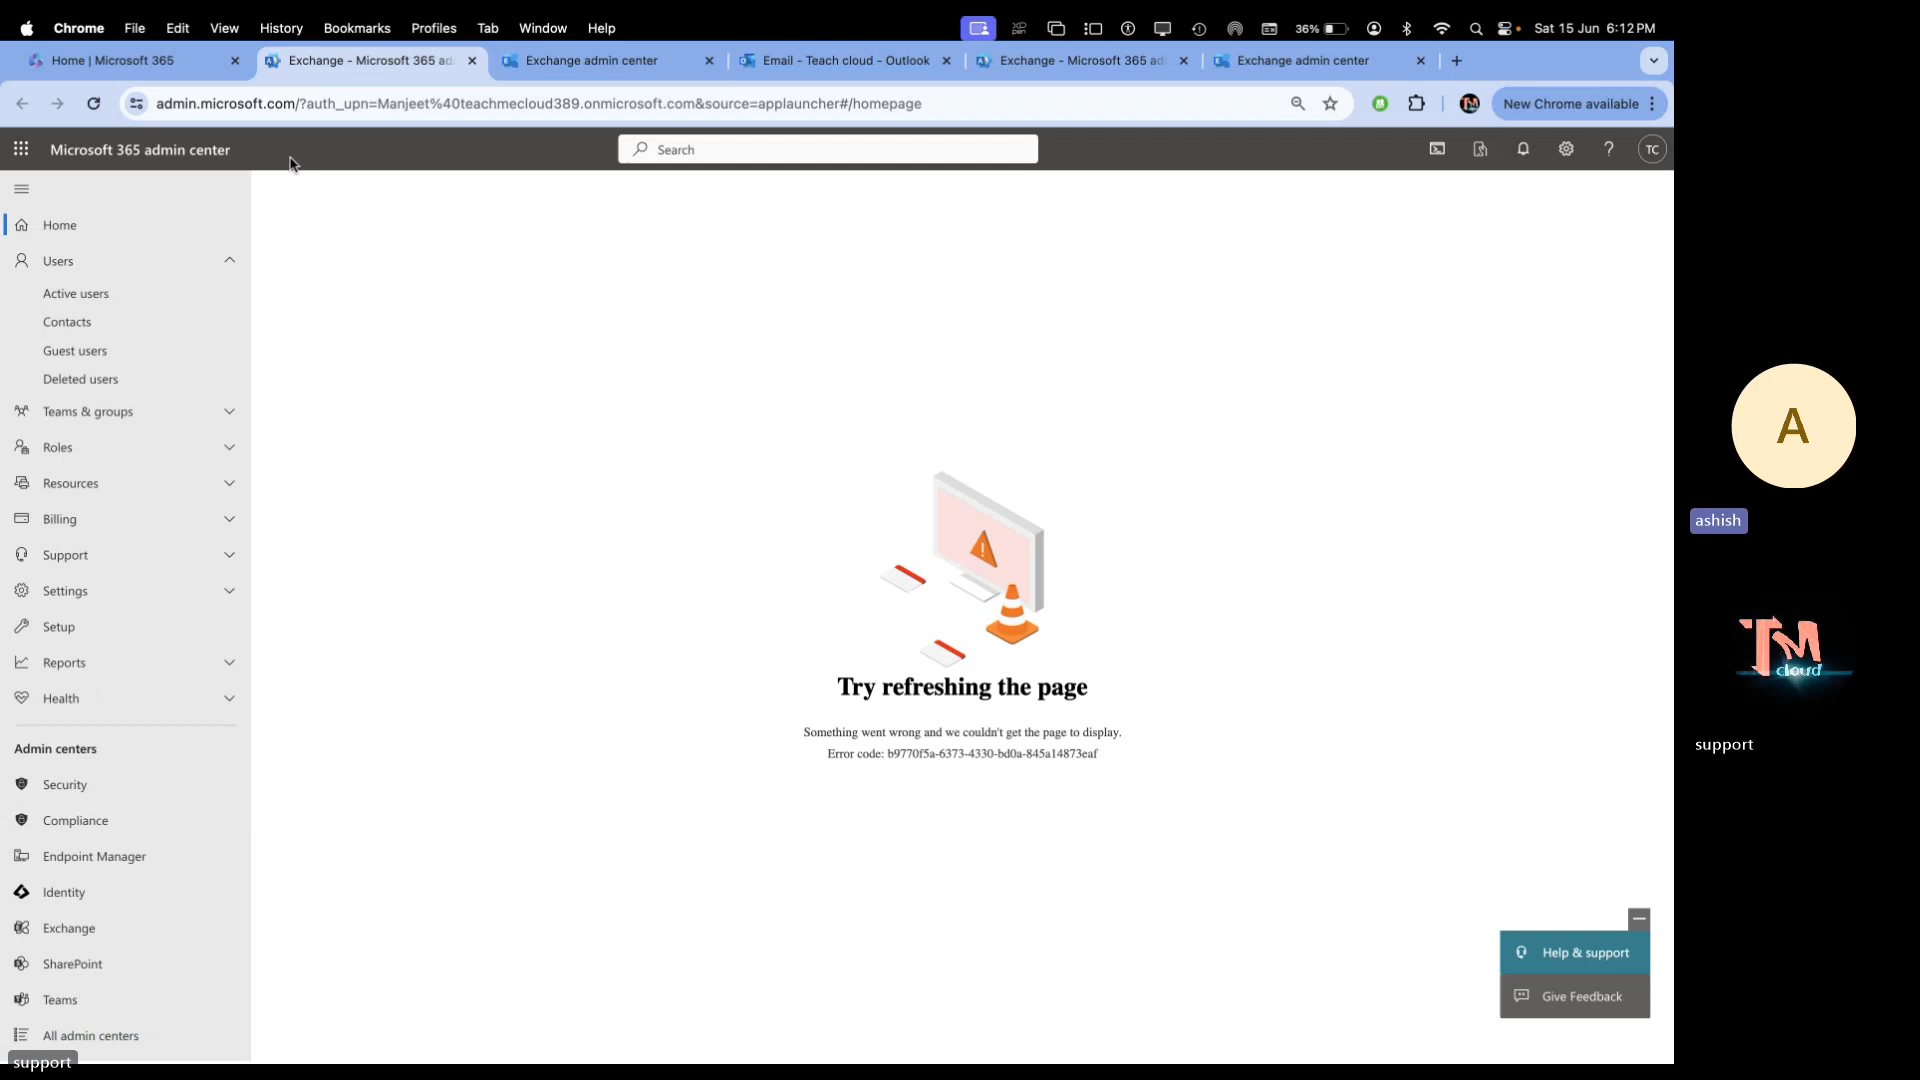 Chrome File Edit View History Bookmarks Profiles Tab Window Help
XP
pen
36% Sat 15 Jun 6:12 PM
Home | Microsoft 365
Exchange - Microsoft 365 ad
Exchange admin center
Email - Teach cloud - Outlook
Exchange - Microsoft 365 ad
Exchange admin center
admin.microsoft.com/?auth_upn=Manjeet%40teachmecloud389.onmicrosoft.com&source=applauncher#/homepage
New Chrome available
Microsoft 365 admin center
Search
TC
Home
Users
Active users
Contacts
Guest users
Deleted users
Teams & groups
Roles
Resources
Billing
Support
Settings
Setup
Reports
Health
Admin centers
Security
Compliance
Endpoint Manager
Identity
Exchange
SharePoint
Teams
All admin centers
support
Try refreshing the page
Something went wrong and we couldn't get the page to display.
Error code: b9770f5a-6373-4330-bd0a-845a14873eaf
Help & support
Give Feedback
A
ashish
TM
cloud
support